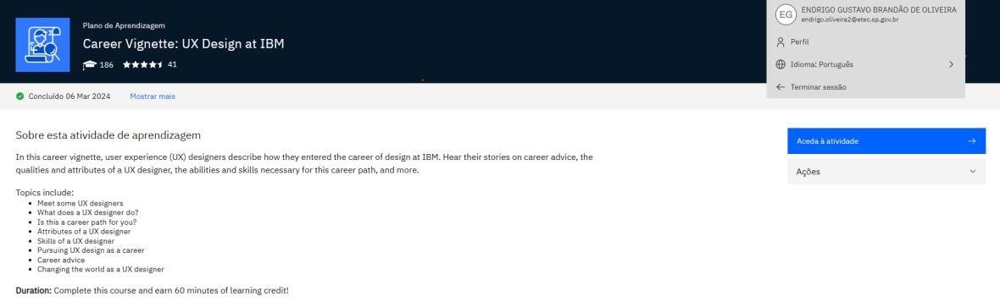 Plano de Aprendizagem
Career Vignette: UX Design at IBM
186 41
EG
ENDRIGO GUSTAVO BRANDÃO DE OLIVEIRA
endrigo.oliveira2@etec.sp.gov.br
Perfil
Idioma: Português
Terminar sessão
Concluído 06 Mar 2024 Mostrar mais
Sobre esta atividade de aprendizagem
In this career vignette, user experience (UX) designers describe how they entered the career of design at IBM. Hear their stories on career advice, the
qualities and attributes of a UX designer, the abilities and skills necessary for this career path, and more.
Topics include:
Meet some UX designers
What does a UX designer do?
Is this a career path for you?
Attributes of a UX designer
Skills of a UX designer
Pursuing UX design as a career
Career advice
Changing the world as a UX designer
Duration: Complete this course and earn 60 minutes of learning credit!
Aceda à atividade
Ações